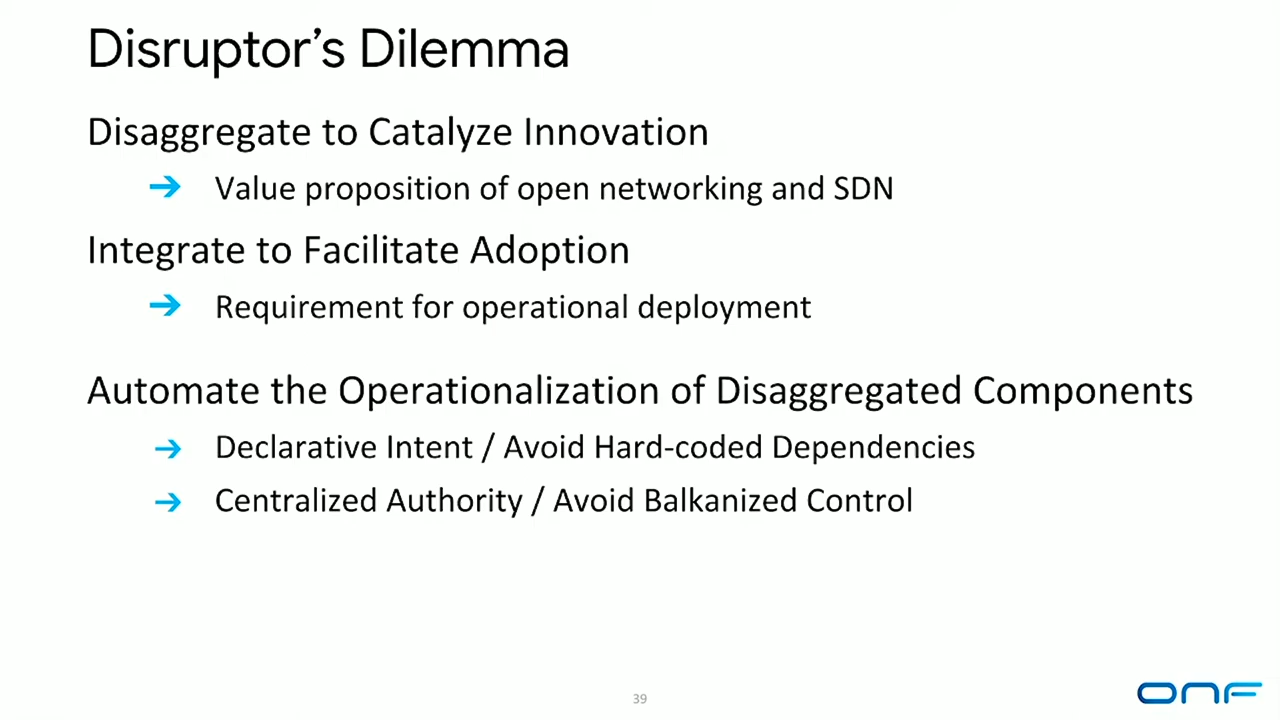 Disruptor’s Dilemma
Disaggregate to Catalyze Innovation
➔ Value proposition of open networking and SDN
Integrate to Facilitate Adoption
➔ Requirement for operational deployment
Automate the Operationalization of Disaggregated Components
➔ Declarative Intent / Avoid Hard-coded Dependencies
➔ Centralized Authority / Avoid Balkanized Control
39
ONF